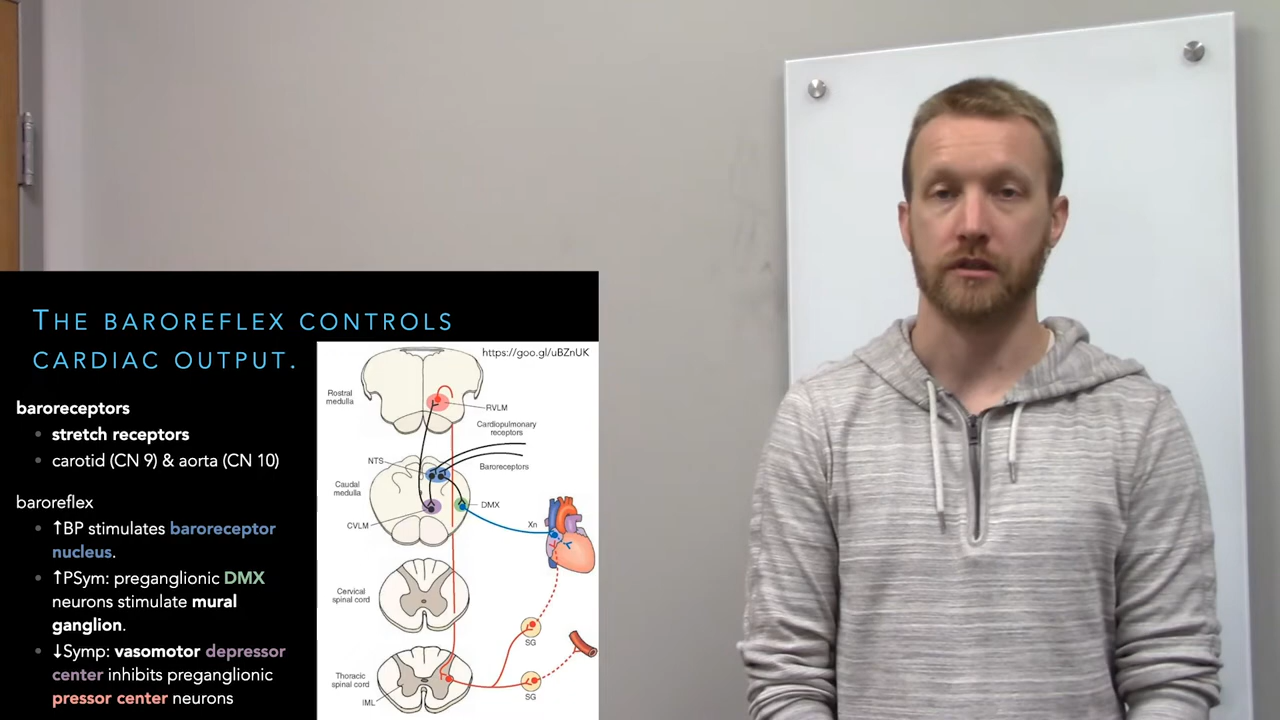 THE BAROREFLEX CONTROLS
CARDIAC OUTPUT.
baroreceptors
• stretch receptors
• carotid (CN 9) & aorta (CN 10)
baroreflex
• ↑BP stimulates baroreceptor
nucleus.
• ↑PSym: preganglionic DMX
neurons stimulate mural
ganglion.
• ↓Symp: vasomotor depressor
center inhibits preganglionic
pressor center neurons
https://goo.gl/uBZnUK
Rostral
medulla
RVLM
Cardiopulmonary
receptors
NTS
Baroreceptors
Caudal
medulla
DMX
CVLM
Xn
Cervical
spinal cord
SG
Thoracic
spinal cord
SG
IML